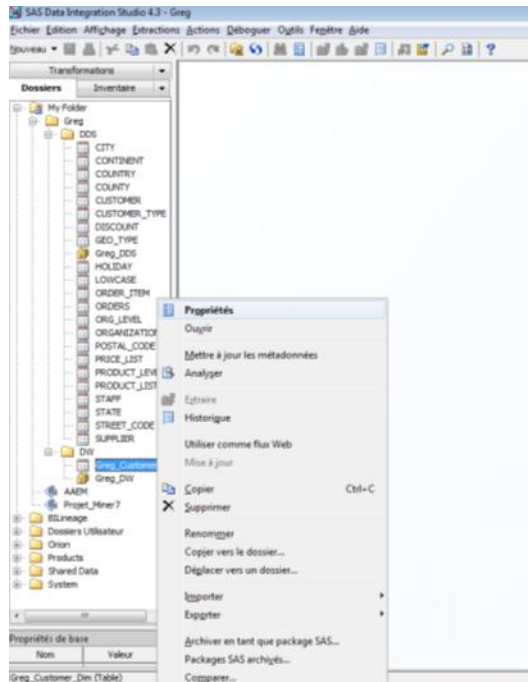 SAS Data Integration Studio 4.3 - Greg
Fichier Edition Affichage Extractions Actions Déboguer Outils Fenêtre Aide
Nouveau
Transformations
Dossiers Inventaire
My Folder
Greg
DDS
CITY
CONTINENT
COUNTRY
COUNTY
CUSTOMER
CUSTOMER_TYPE
DISCOUNT
GEO_TYPE
Greg_DDS
HOLIDAY
LOWCASE
ORDER_ITEM
ORDERS
ORG_LEVEL
ORGANIZATION
POSTAL_CODE
PRICE_LIST
PRODUCT_LEVE
PRODUCT_LIST
STAFF
STATE
STREET_CODE
SUPPLIER
DW
Greg_Customer
Greg_DW
AAEM
Projet_Miner7
BILineage
Dossiers Utilisateur
Orion
Products
Shared Data
System
Propriétés
Ouvrir
Mettre à jour les métadonnées
Analyser
Extraire
Historique
Utiliser comme flux Web
Mise à jour
Copier Ctrl+C
Supprimer
Renommer
Copier vers le dossier...
Déplacer vers un dossier...
Importer
Exporter
Archiver en tant que package SAS...
Packages SAS archivés...
Comparer...
Propriétés de base
Nom Valeur
Greg_Customer_Dim (Table)